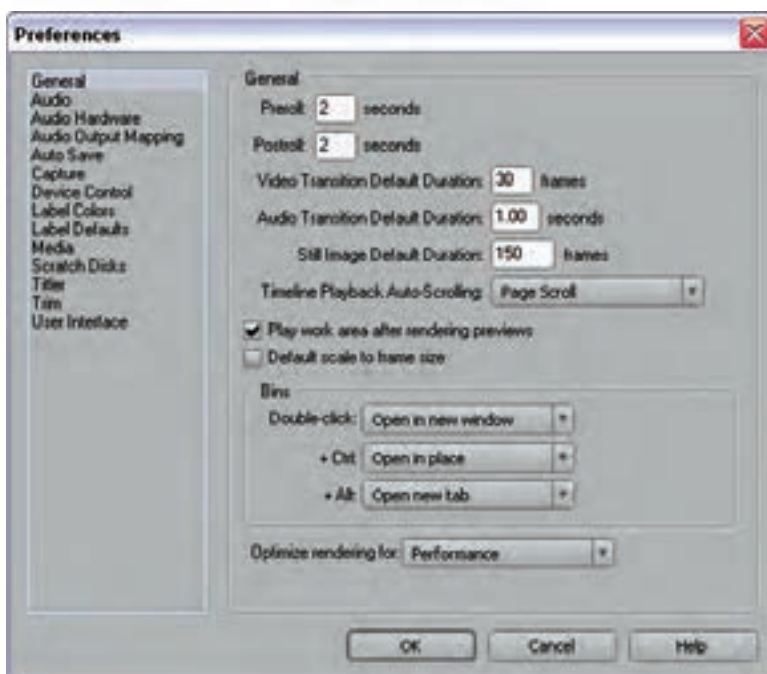 Preferences
General
Audio
Audio Hardware
Audio Output Mapping
Auto Save
Capture
Device Control
Label Colors
Label Defaults
Media
Scratch Disks
Titler
Trim
User Interface
General
Preroll: 2 seconds
Postroll: 2 seconds
Video Transition Default Duration: 30 frames
Audio Transition Default Duration: 1.00 seconds
Still Image Default Duration: 150 frames
Timeline Playback Auto-Scrolling: Page Scroll
Play work area after rendering previews
Default scale to frame size
Bins
Double-click: Open in new window
+ Ctrl: Open in place
+ Alt: Open new tab
Optimize rendering for: Performance
OK Cancel Help